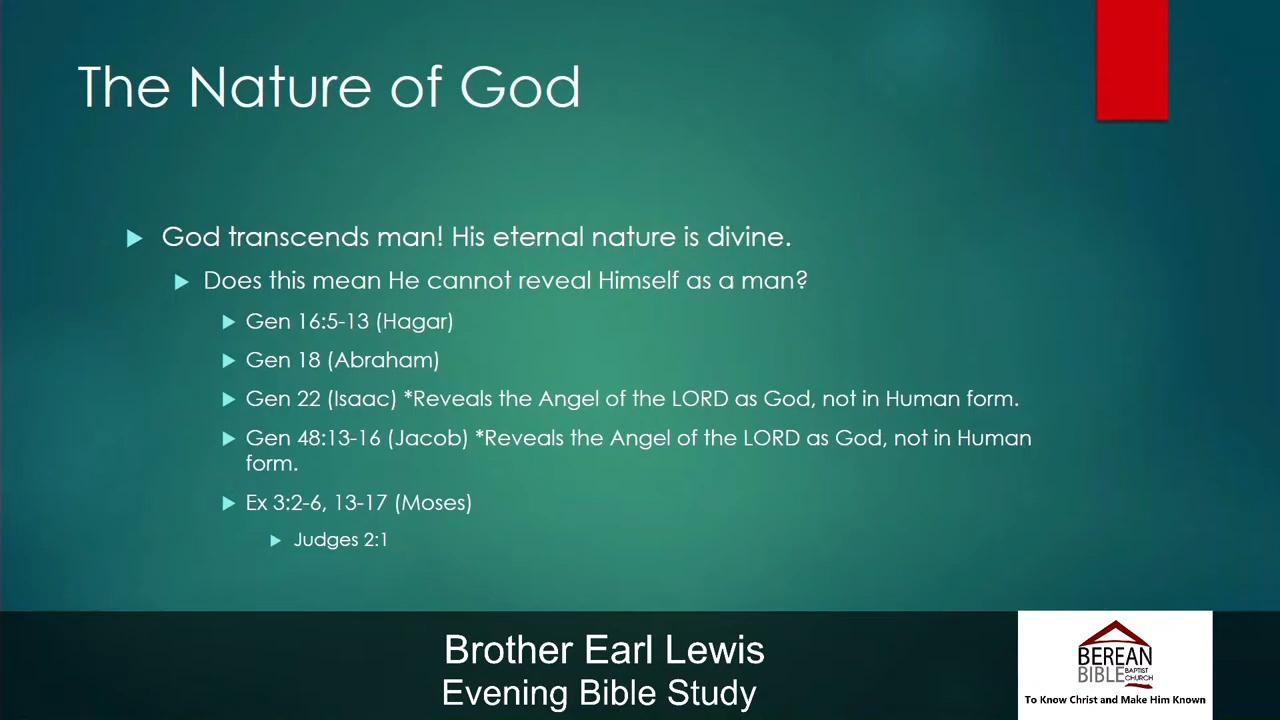 The Nature of God
God transcends man! His eternal nature is divine.
Does this mean He cannot reveal Himself as a man?
Gen 16:5-13 (Hagar)
Gen 18 (Abraham)
Gen 22 (Isaac) *Reveals the Angel of the LORD as God, not in Human form.
Gen 48:13-16 (Jacob) *Reveals the Angel of the LORD as God, not in Human
form.
Ex 3:2-6, 13-17 (Moses)
Judges 2:1
Brother Earl Lewis
Evening Bible Study
BEREAN
BIBLE BAPTIST
CHURCH
To Know Christ and Make Him Known